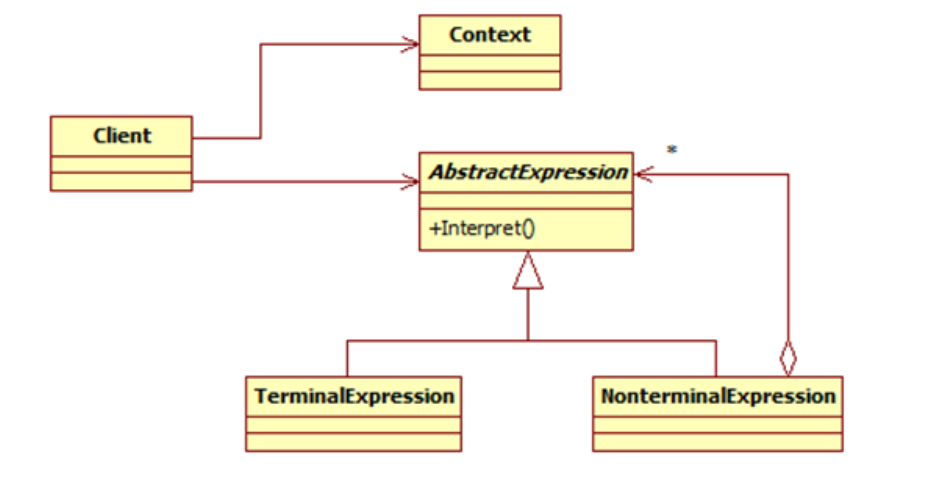 Context
Client
*
AbstractExpression
+Interpret()
TerminalExpression
NonterminalExpression